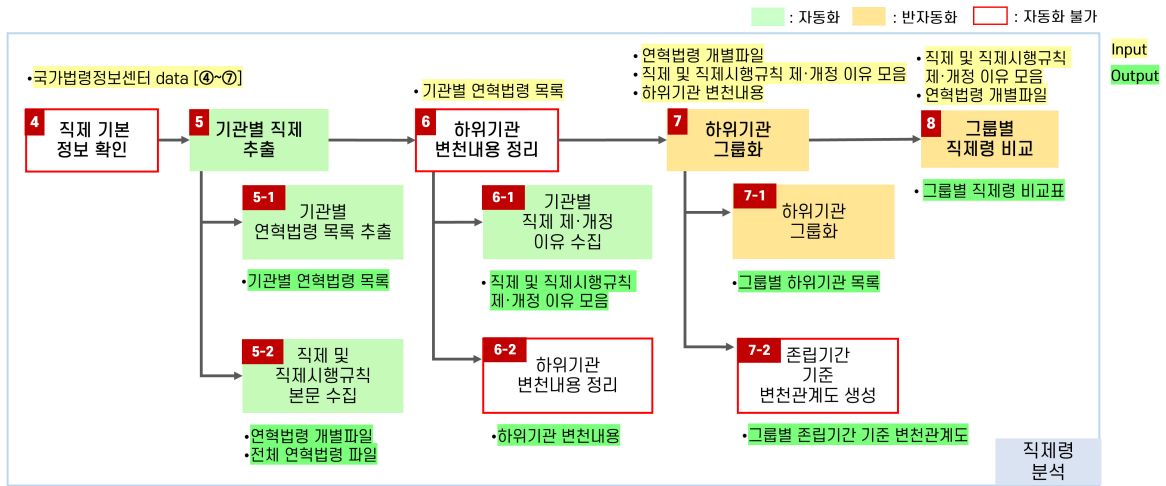 : 자동화
: 반자동화
: 자동화 불가
Input
Output
•국가법령정보센터 data [④~⑦]
4
직제 기본
정보 확인
5
기관별 직제
추출
•기관별 연혁법령 목록
6
하위기관
변천내용 정리
•연혁법령 개별파일
•직제 및 직제시행규칙 제·개정 이유 모음
•하위기관 변천내용
7
하위기관
그룹화
•직제 및 직제시행규칙
제·개정 이유 모음
•연혁법령 개별파일
8
그룹별
직제령 비교
•그룹별 직제령 비교표
5-1
기관별
연혁법령 목록 추출
•기관별 연혁법령 목록
6-1
기관별
직제 제·개정
이유 수집
•직제 및 직제시행규칙
제·개정 이유 모음
7-1
하위기관
그룹화
•그룹별 하위기관 목록
5-2
직제 및
직제시행규칙
본문 수집
•연혁법령 개별파일
•전체 연혁법령 파일
6-2
하위기관
변천내용 정리
•하위기관 변천내용
7-2
존립기간
기준
변천관계도 생성
•그룹별 존립기간 기준 변천관계도
직제령
분석